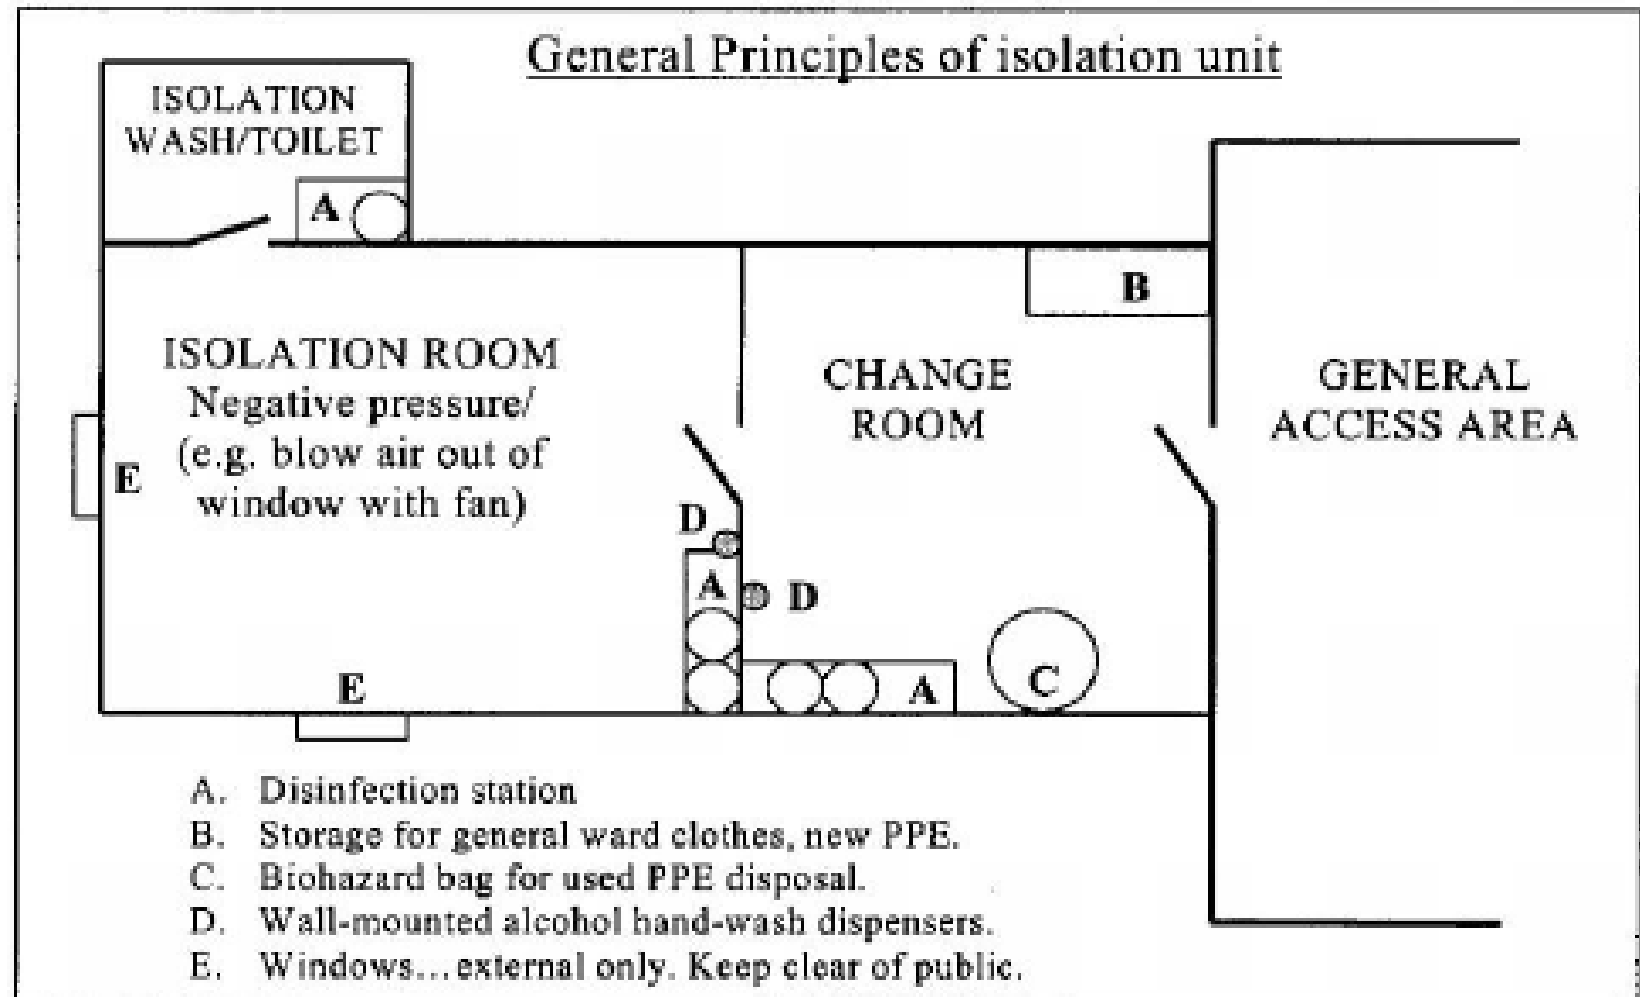 General Principles of isolation unit
ISOLATION
WASH/TOILET
A
B
ISOLATION ROOM
Negative pressure/
(e.g. blow air out of
window with fan)
CHANGE
ROOM
GENERAL
ACCESS AREA
E
D
A
D
E
A
C
A. Disinfection station
B. Storage for general ward clothes, new PPE.
C. Biohazard bag for used PPE disposal.
D. Wall-mounted alcohol hand-wash dispensers.
E. Windows...external only. Keep clear of public.